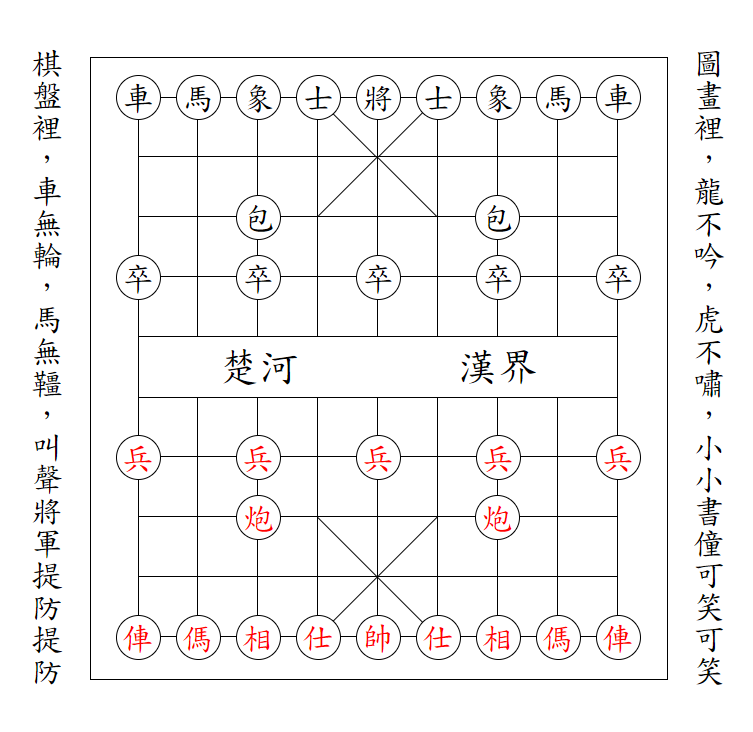 圖畫裡，龍不吟，虎不嘯，小小書僮可笑可笑
棋盤裡，車無輪，馬無韁，叫聲將軍提防提防
車馬象士將士象馬車
包包
卒卒卒卒卒
楚河 漢界
兵兵兵兵兵
炮炮
俥傌相仕帥仕相傌俥